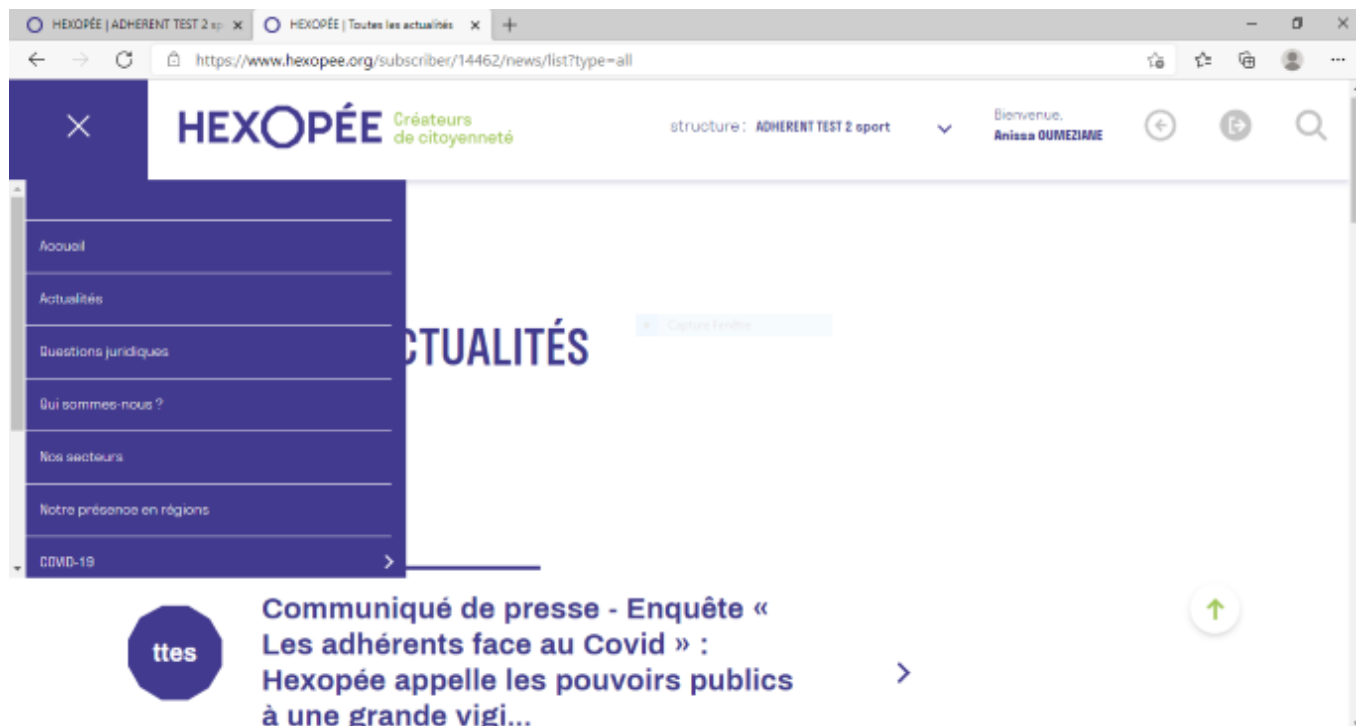 HEXOPÉE | ADHERENT TEST 2 sp
HEXOPÉE | Toutes les actualités
https://www.hexopee.org/subscriber/14462/news/list?type=all
HEXOPÉE Créateurs
de citoyenneté
structure : ADHERENT TEST 2 sport
Bienvenue,
Anissa OUMEZIANE
Accueil
Actualités
Questions juridiques
Qui sommes-nous ?
Nos secteurs
Notre présence en régions
COVID-19
CTUALITÉS
Capture Fenêtre
ttes
Communiqué de presse - Enquête «
Les adhérents face au Covid » :
Hexopée appelle les pouvoirs publics
à une grande vigi...